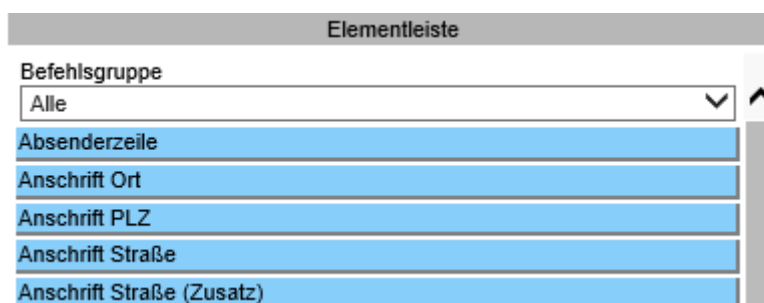 Elementleiste
Befehlsgruppe
Alle
Absenderzeile
Anschrift Ort
Anschrift PLZ
Anschrift Straße
Anschrift Straße (Zusatz)